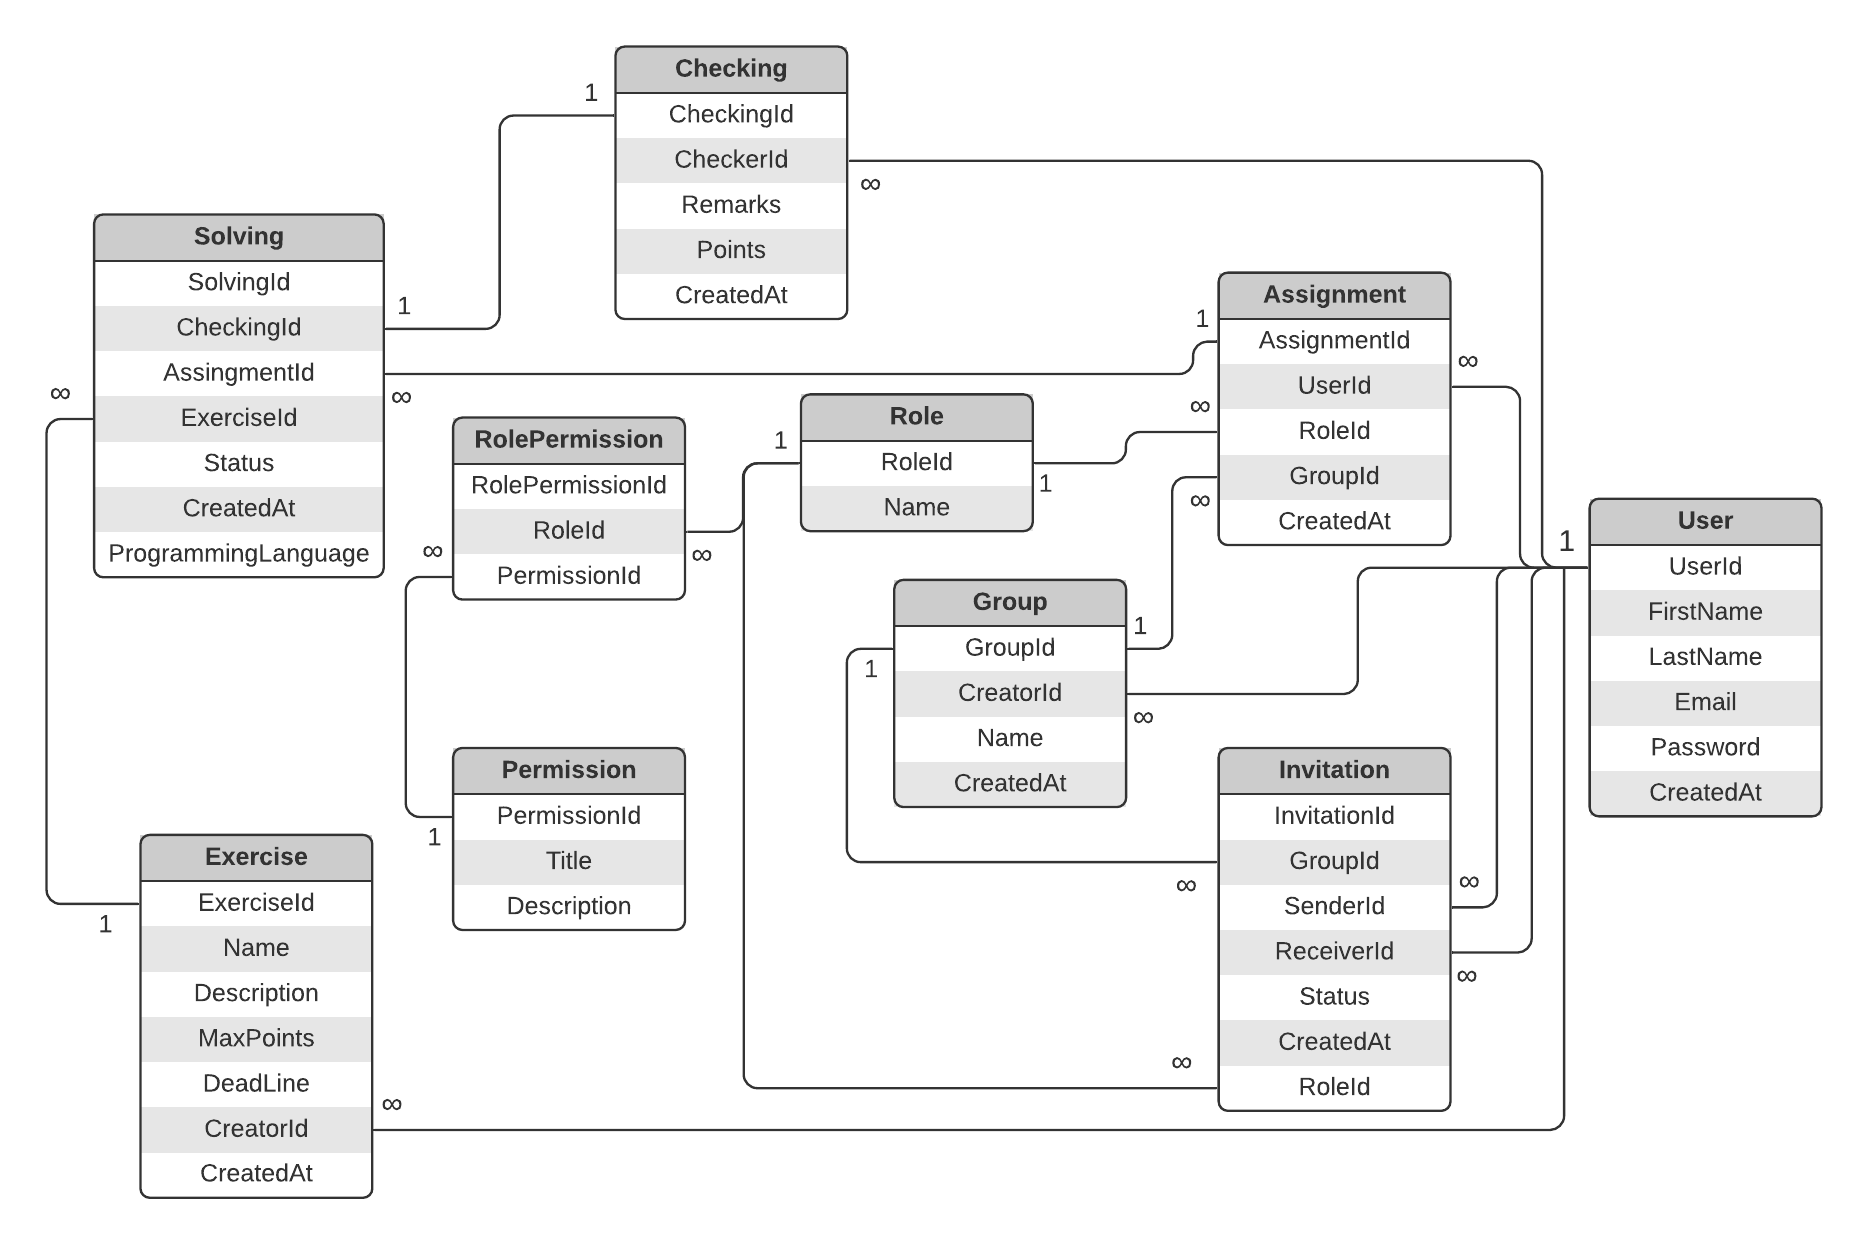 Checking
CheckingId
CheckerId
Remarks
Points
CreatedAt
1
∞
Solving
SolvingId
CheckingId
AssingmentId
ExerciseId
Status
CreatedAt
ProgrammingLanguage
1
∞
∞
Assignment
AssignmentId
UserId
RoleId
GroupId
CreatedAt
1
∞
∞
∞
Role
RoleId
Name
1
1
RolePermission
RolePermissionId
RoleId
PermissionId
∞
∞
User
UserId
FirstName
LastName
Email
Password
CreatedAt
1
Group
GroupId
CreatorId
Name
CreatedAt
1
1
∞
Permission
PermissionId
Title
Description
1
Invitation
InvitationId
GroupId
SenderId
ReceiverId
Status
CreatedAt
RoleId
∞
∞
∞
∞
Exercise
ExerciseId
Name
Description
MaxPoints
DeadLine
CreatorId
CreatedAt
1
∞